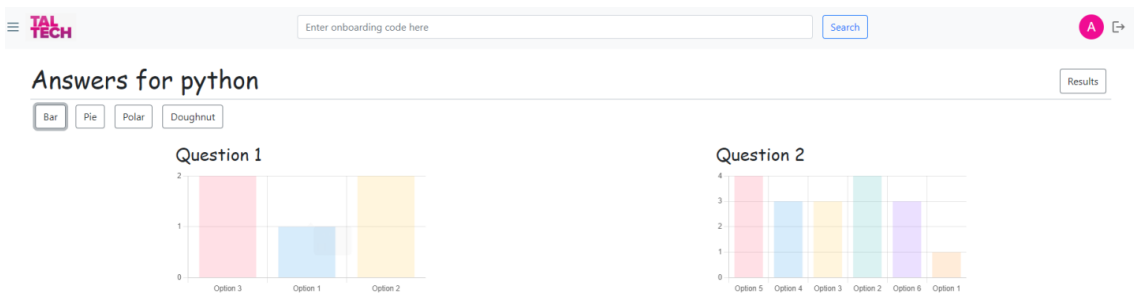 TAL
TECH
Enter onboarding code here
Search
A
Answers for python
Results
Bar
Pie
Polar
Doughnut
Question 1
2
1
0
Option 3
Option 1
Option 2
Question 2
4
3
2
1
0
Option 5
Option 4
Option 3
Option 2
Option 6
Option 1